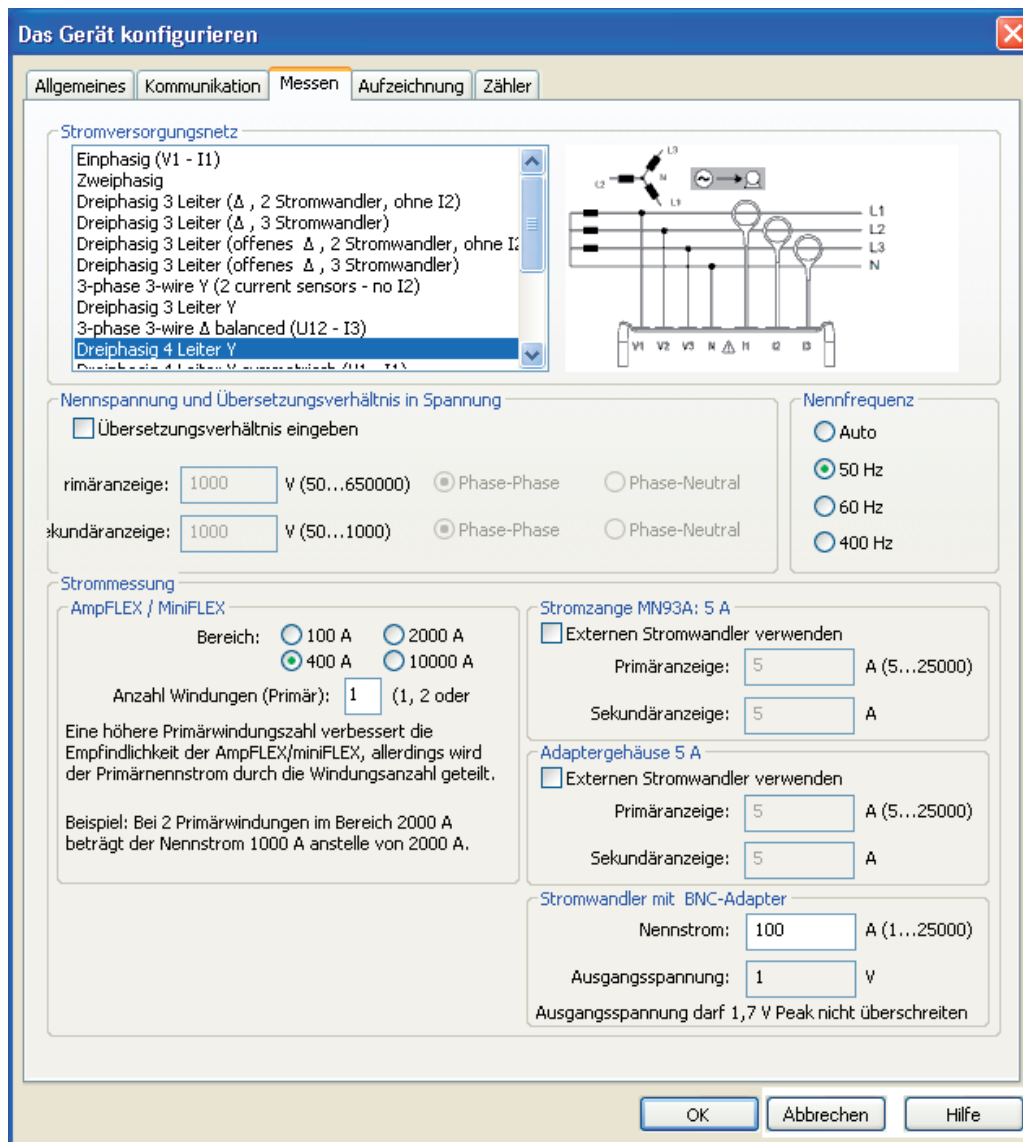 Das Gerät konfigurieren
Allgemeines Kommunikation Messen Aufzeichnung Zähler
Stromversorgungsnetz
Einphasig (V1 - I1)
Zweiphasig
Dreiphasig 3 Leiter (Δ , 2 Stromwandler, ohne I2)
Dreiphasig 3 Leiter (Δ , 3 Stromwandler)
Dreiphasig 3 Leiter (offenes Δ , 2 Stromwandler, ohne I2
Dreiphasig 3 Leiter (offenes Δ , 3 Stromwandler)
3-phase 3-wire Y (2 current sensors - no I2)
Dreiphasig 3 Leiter Y
3-phase 3-wire Δ balanced (U12 - I3)
Dreiphasig 4 Leiter Y
L3
L2 N
L1
L1
L2
L3
N
V1 V2 V3 N I1 I2 I3
Nennspannung und Übersetzungsverhältnis in Spannung
Übersetzungsverhältnis eingeben
rimäranzeige: 1000 V (50...650000) Phase-Phase Phase-Neutral
ekundäranzeige: 1000 V (50...1000) Phase-Phase Phase-Neutral
Nennfrequenz
Auto
50 Hz
60 Hz
400 Hz
Strommessung
AmpFLEX / MiniFLEX
Bereich: 100 A 2000 A
400 A 10000 A
Anzahl Windungen (Primär): 1 (1, 2 oder
Eine höhere Primärwindungszahl verbessert die
Empfindlichkeit der AmpFLEX/miniFLEX, allerdings wird
der Primärnennstrom durch die Windungsanzahl geteilt.
Beispiel: Bei 2 Primärwindungen im Bereich 2000 A
beträgt der Nennstrom 1000 A anstelle von 2000 A.
Stromzange MN93A: 5 A
Externen Stromwandler verwenden
Primäranzeige: 5 A (5...25000)
Sekundäranzeige: 5 A
Adaptergehäuse 5 A
Externen Stromwandler verwenden
Primäranzeige: 5 A (5...25000)
Sekundäranzeige: 5 A
Stromwandler mit BNC-Adapter
Nennstrom: 100 A (1...25000)
Ausgangsspannung: 1 V
Ausgangsspannung darf 1,7 V Peak nicht überschreiten
OK Abbrechen Hilfe